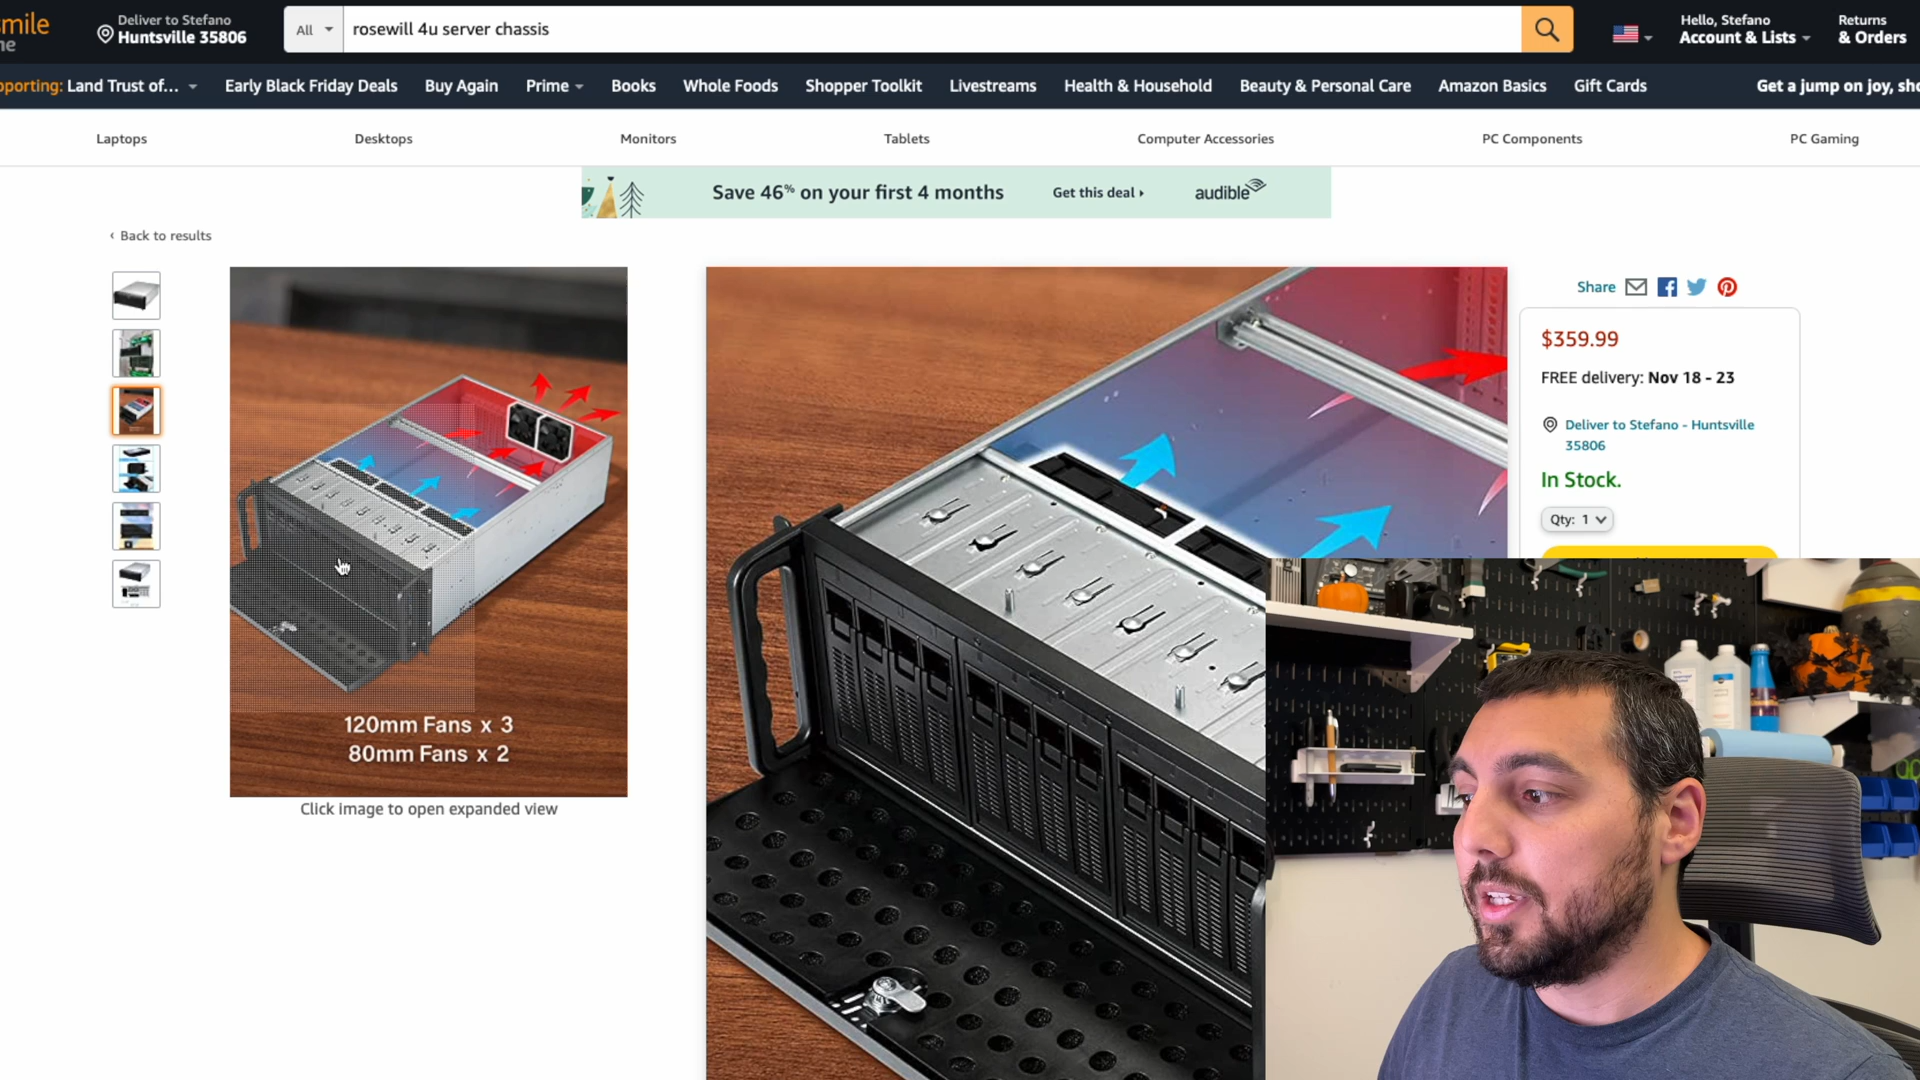 mile
Deliver to Stefano
Huntsville 35806
All
rosewill 4u server chassis
Hello, Stefano
Account & Lists
Returns
& Orders
pporting: Land Trust of...
Early Black Friday Deals
Buy Again
Prime
Books
Whole Foods
Shopper Toolkit
Livestreams
Health & Household
Beauty & Personal Care
Amazon Basics
Gift Cards
Get a jump on joy, sho
Laptops
Desktops
Monitors
Tablets
Computer Accessories
PC Components
PC Gaming
Save 46% on your first 4 months
Get this deal
audible
‹ Back to results
Share
$359.99
FREE delivery: Nov 18 - 23
Deliver to Stefano - Huntsville
35806
In Stock.
Qty: 1
120mm Fans x 3
80mm Fans x 2
Click image to open expanded view